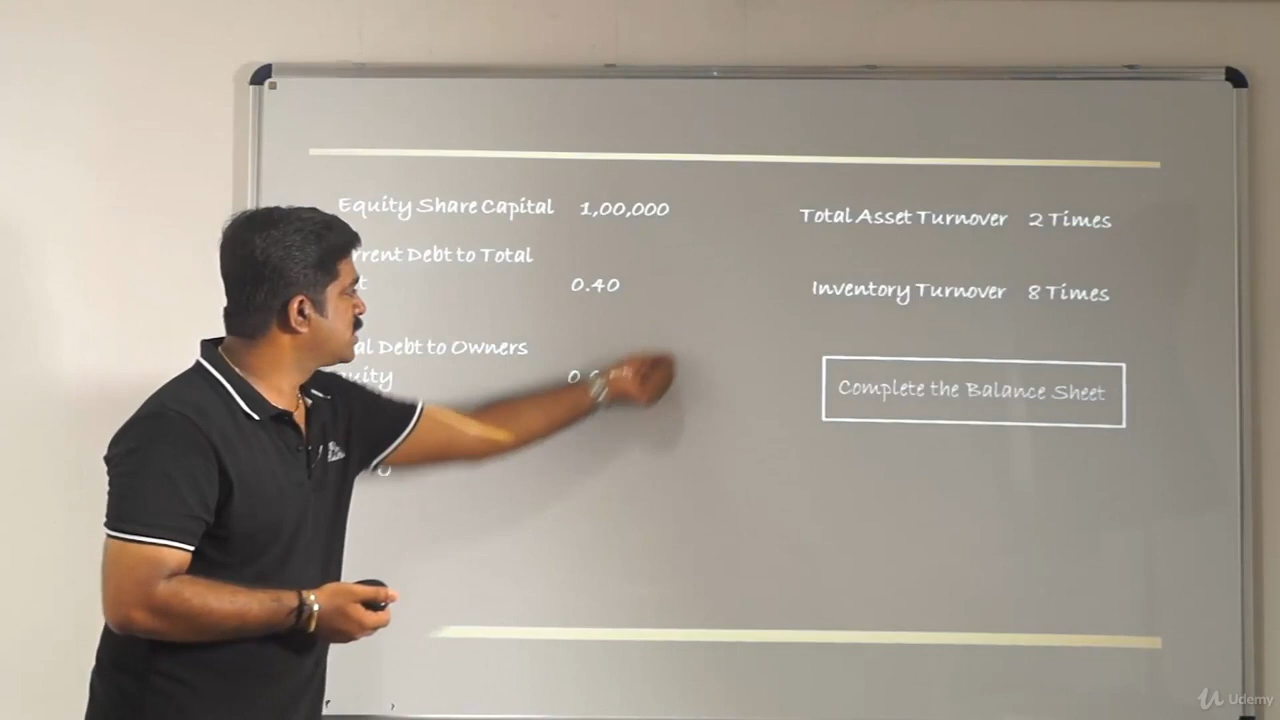 Equity Share Capital 1,00,000
rrent Debt to Total
0.40
al Debt to Owners
uity
Total Asset Turnover 2 Times
Inventory Turnover 8 Times
Complete the Balance Sheet
Udemy